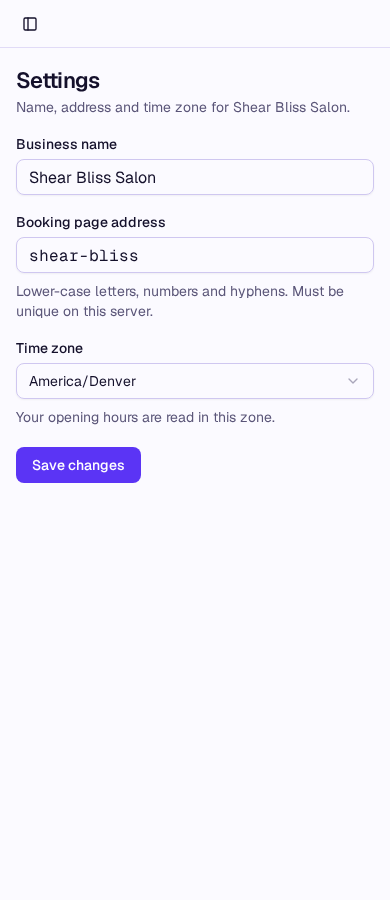 Settings
Name, address and time zone for Shear Bliss Salon.
Business name
Shear Bliss Salon
Booking page address
shear-bliss
Lower-case letters, numbers and hyphens. Must be
unique on this server.
Time zone
America/Denver
Your opening hours are read in this zone.
Save changes